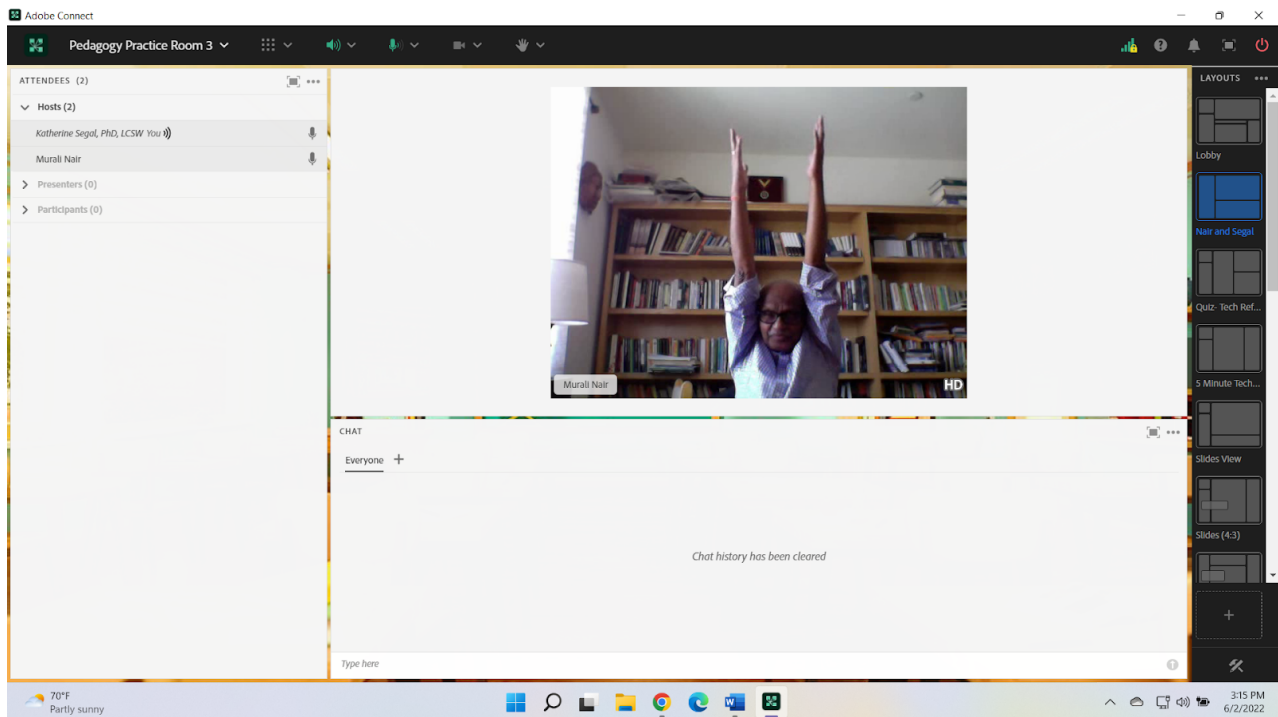 Adobe Connect
Pedagogy Practice Room 3
ATTENDEES (2)
Hosts (2)
Katherine Segal, PhD, LCSW You
Murali Nair
Presenters (0)
Participants (0)
Murali Nair
HD
CHAT
Everyone
Chat history has been cleared
Type here
LAYOUTS
Lobby
Nair and Segal
Quiz- Tech Ref...
5 Minute Tech...
Slides View
Slides (4:3)
70°F
Partly sunny
3:15 PM
6/2/2022